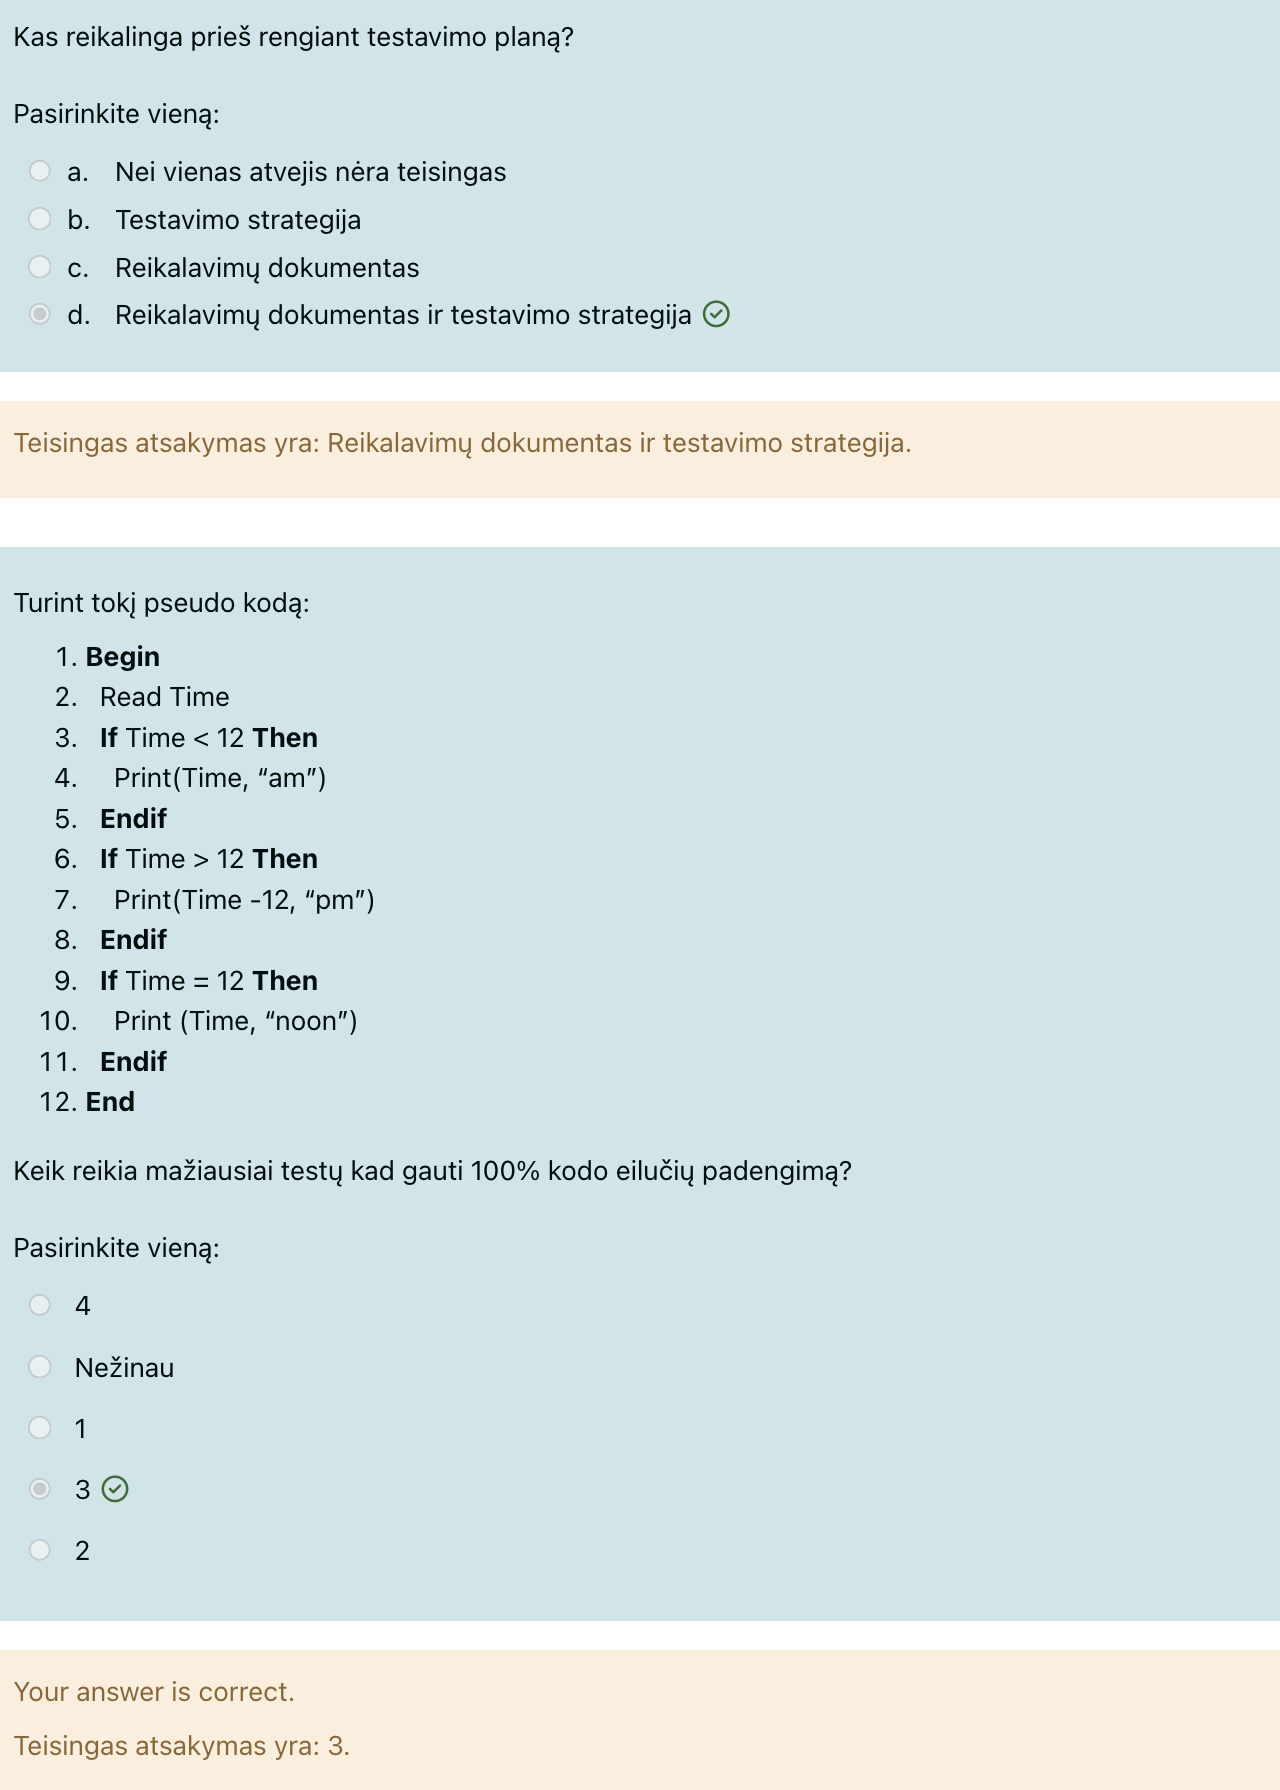 Kas reikalinga prieš rengiant testavimo planą?
Pasirinkite vieną:
a. Nei vienas atvejis nėra teisingas
b. Testavimo strategija
c. Reikalavimų dokumentas
d. Reikalavimų dokumentas ir testavimo strategija
Teisingas atsakymas yra: Reikalavimų dokumentas ir testavimo strategija.
Turint tokį pseudo kodą:
1. Begin
2. Read Time
3. If Time < 12 Then
4. Print(Time, “am”)
5. Endif
6. If Time > 12 Then
7. Print(Time -12, “pm”)
8. Endif
9. If Time = 12 Then
10. Print (Time, “noon”)
11. Endif
12. End
Keik reikia mažiausiai testų kad gauti 100% kodo eilučių padengimą?
Pasirinkite vieną:
4
Nežinau
1
3
2
Your answer is correct.
Teisingas atsakymas yra: 3.